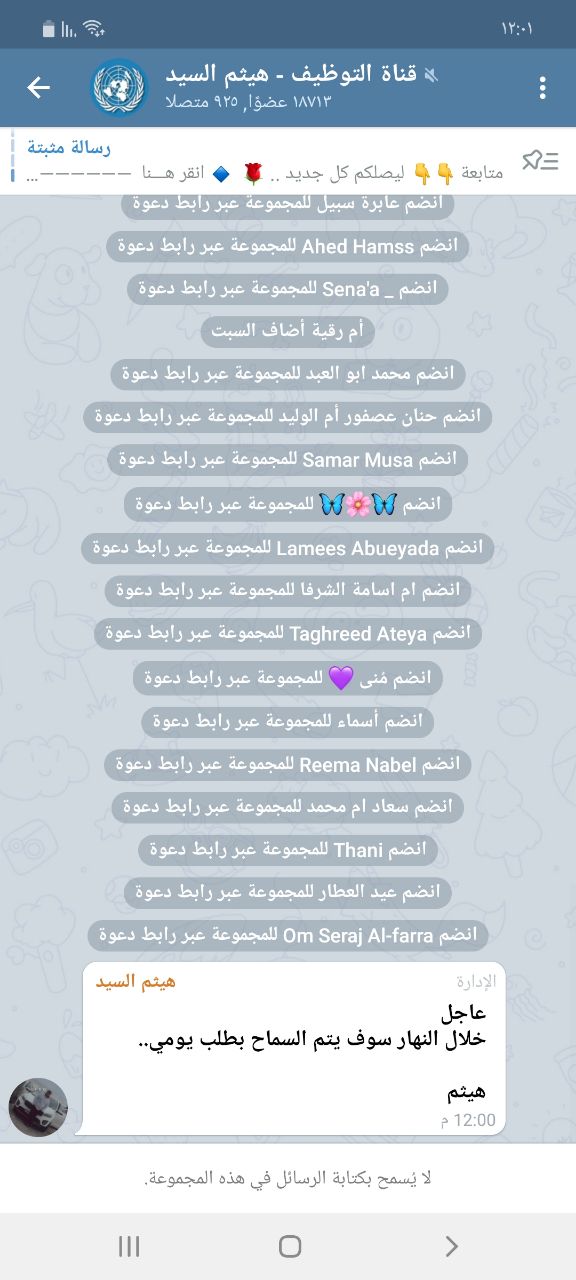 ١٢:٠١
قناة التوظيف - هيثم السيد
١٨٧١٣ عضوًا, ٩٢٥ متصلا
رسالة مثبتة
متابعة 👇👇 ليصلكم كل جديد .. 🌹 🔹 انقر هـــنا ——————...
انضم عابرة سبيل للمجموعة عبر رابط دعوة
انضم Ahed Hamss للمجموعة عبر رابط دعوة
انضم _ Sena'a للمجموعة عبر رابط دعوة
أم رقية أضاف السبت
انضم محمد ابو العبد للمجموعة عبر رابط دعوة
انضم حنان عصفور أم الوليد للمجموعة عبر رابط دعوة
انضم Samar Musa للمجموعة عبر رابط دعوة
انضم 🦋🌸🦋 للمجموعة عبر رابط دعوة
انضم Lamees Abueyada للمجموعة عبر رابط دعوة
انضم ام اسامة الشرفا للمجموعة عبر رابط دعوة
انضم Taghreed Ateya للمجموعة عبر رابط دعوة
انضم مُنى 💜 للمجموعة عبر رابط دعوة
انضم أسماء للمجموعة عبر رابط دعوة
انضم Reema Nabel للمجموعة عبر رابط دعوة
انضم سعاد ام محمد للمجموعة عبر رابط دعوة
انضم Thani للمجموعة عبر رابط دعوة
انضم عيد العطار للمجموعة عبر رابط دعوة
انضم Om Seraj Al-farra للمجموعة عبر رابط دعوة
هيثم السيد الإدارة
عاجل
خلال النهار سوف يتم السماح بطلب يومي..
هيثم
12:00 م
لا يُسمح بكتابة الرسائل في هذه المجموعة.